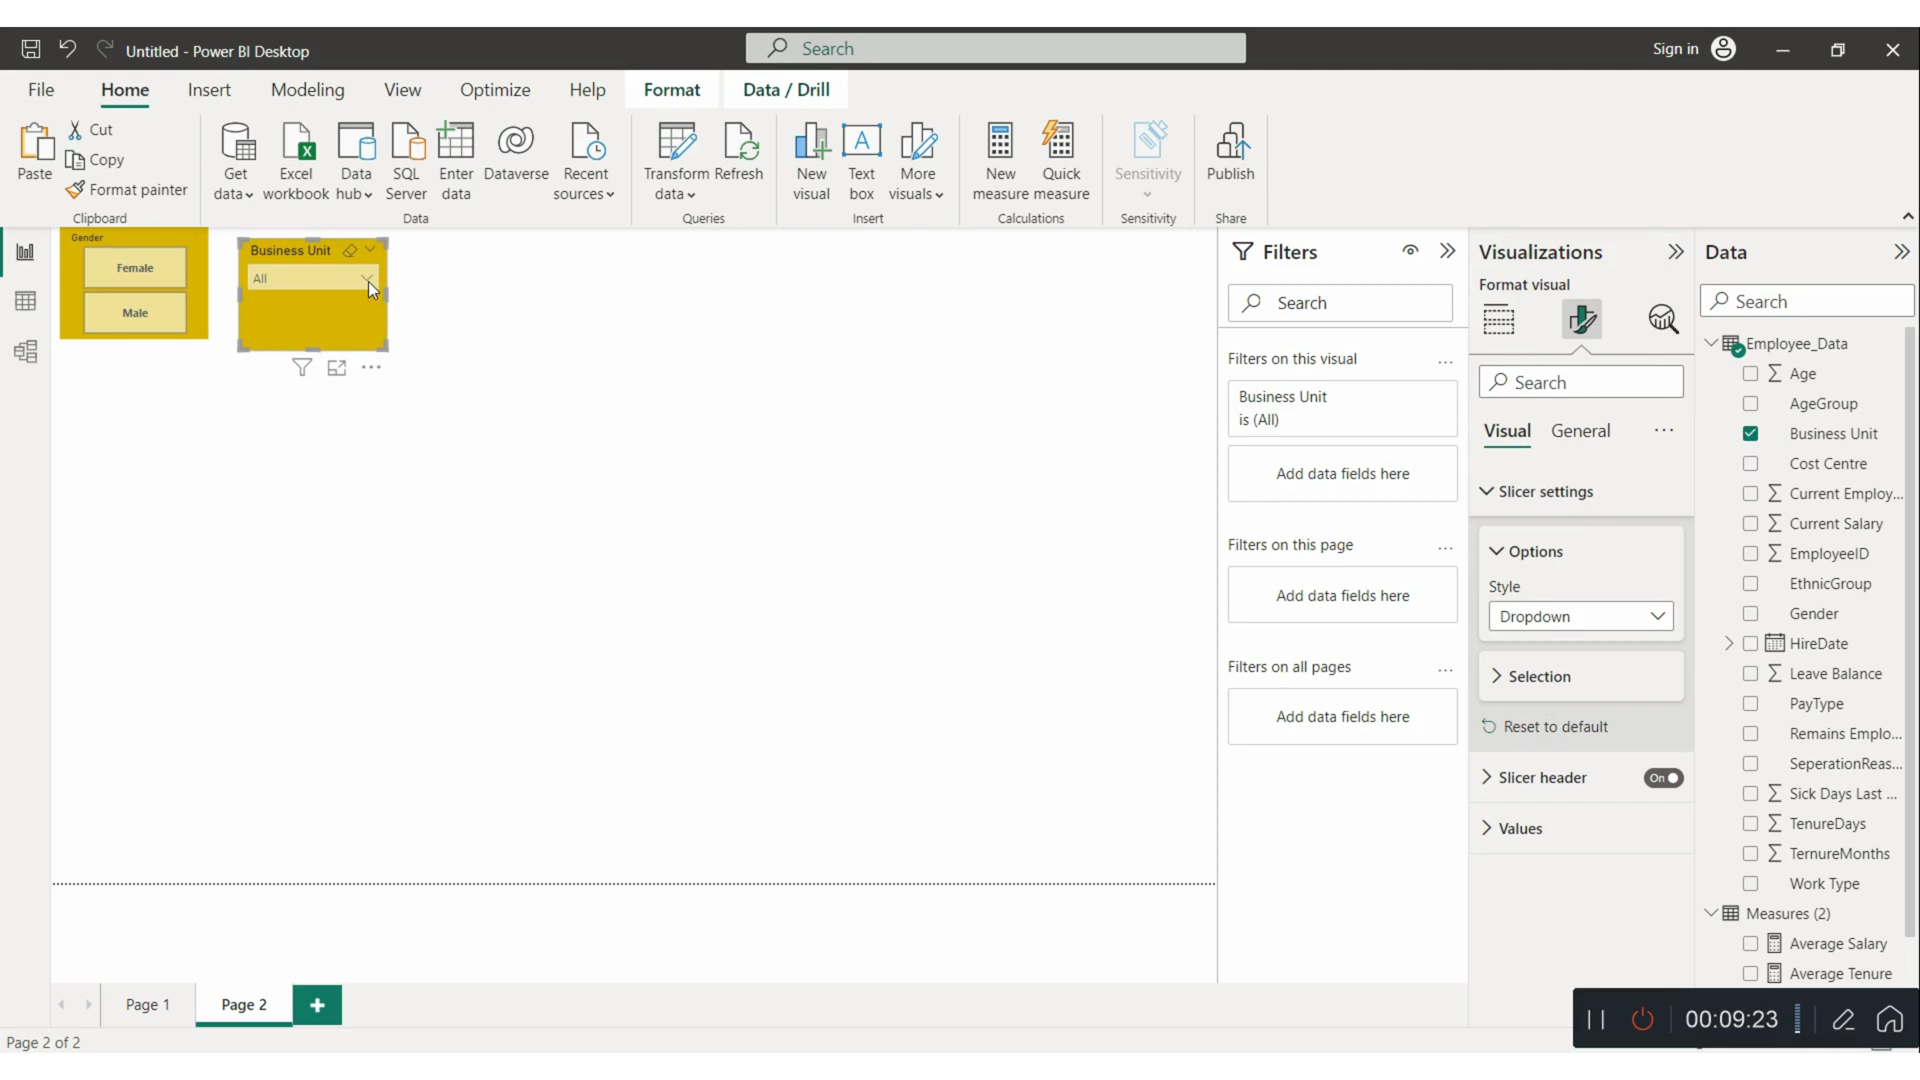 Untitled - Power BI Desktop
Search
Sign in
File
Home
Insert
Modeling
View
Optimize
Help
Format
Data / Drill
Paste
Cut
Copy
Format painter
Clipboard
Get data
Excel workbook
Data hub
SQL Server
Enter data
Dataverse
Recent sources
Data
Transform data
Refresh
Queries
New visual
Text box
More visuals
Insert
New measure
Quick measure
Calculations
Sensitivity
Sensitivity
Publish
Share
Gender
Female
Male
Business Unit
All
Filters
Search
Filters on this visual
...
Business Unit
is (All)
Add data fields here
Filters on this page
...
Add data fields here
Filters on all pages
...
Add data fields here
Visualizations
Format visual
Search
Visual
General
...
Slicer settings
Options
Style
Dropdown
Selection
Reset to default
Slicer header
On
Values
Data
Search
Employee_Data
Age
AgeGroup
Business Unit
Cost Centre
Current Employ...
Current Salary
EmployeeID
EthnicGroup
Gender
HireDate
Leave Balance
PayType
Remains Emplo...
SeperationReas...
Sick Days Last ...
TenureDays
TernureMonths
Work Type
Measures (2)
Average Salary
Average Tenure
Page 1
Page 2
Page 2 of 2
00:09:23